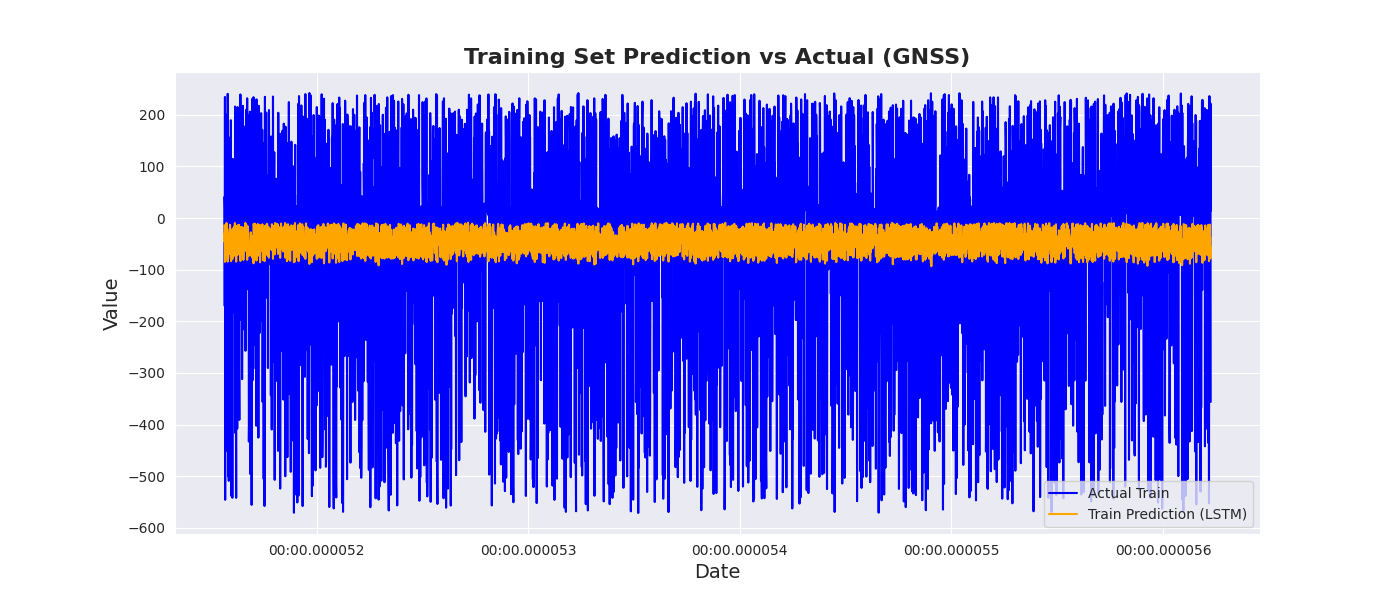 Training Set Prediction vs Actual (GNSS)
200
100
0
−100
−200
−300
−400
−500
−600
Value
00:00.000052
00:00.000053
00:00.000054
00:00.000055
00:00.000056
Date
Actual Train
Train Prediction (LSTM)